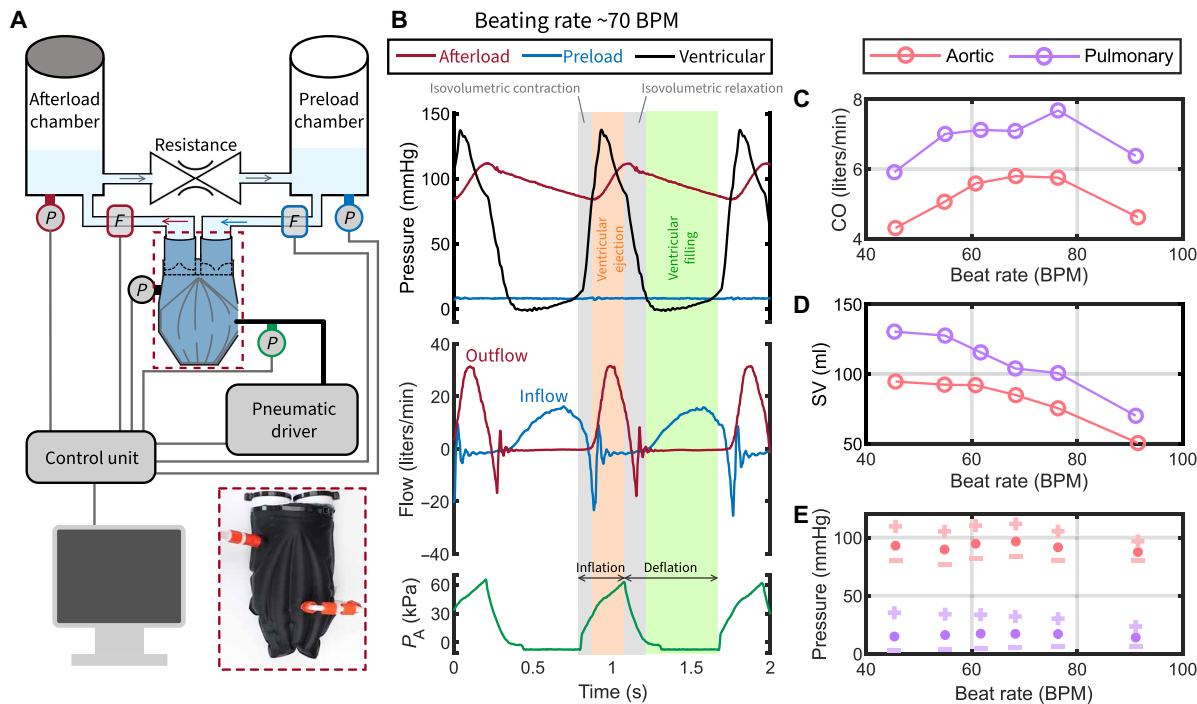 A
Afterload
chamber
Preload
chamber
Resistance
P
F
F
P
P
P
Pneumatic
driver
Control unit
B
Beating rate ~70 BPM
Afterload
Preload
Ventricular
Isovolumetric contraction
Isovolumetric relaxation
150
100
50
0
Pressure (mmHg)
Ventricular
ejection
Ventricular
filling
40
20
0
−20
−40
Flow (liters/min)
Outflow
Inflow
Inflation
Deflation
60
30
0
PA (kPa)
0
0.5
1
1.5
2
Time (s)
Aortic
Pulmonary
C
8
6
4
CO (liters/min)
40
60
80
100
Beat rate (BPM)
D
150
100
50
SV (ml)
40
60
80
100
Beat rate (BPM)
E
100
50
0
Pressure (mmHg)
40
60
80
100
Beat rate (BPM)